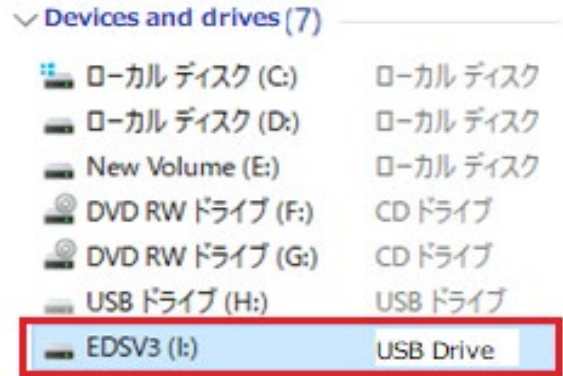 Devices and drives (7)
ローカル ディスク (C:) ローカル ディスク
ローカル ディスク (D:) ローカル ディスク
New Volume (E:) ローカル ディスク
DVD RW ドライブ (F:) CD ドライブ
DVD RW ドライブ (G:) CD ドライブ
USB ドライブ (H:) USB ドライブ
EDSV3 (I:) USB Drive